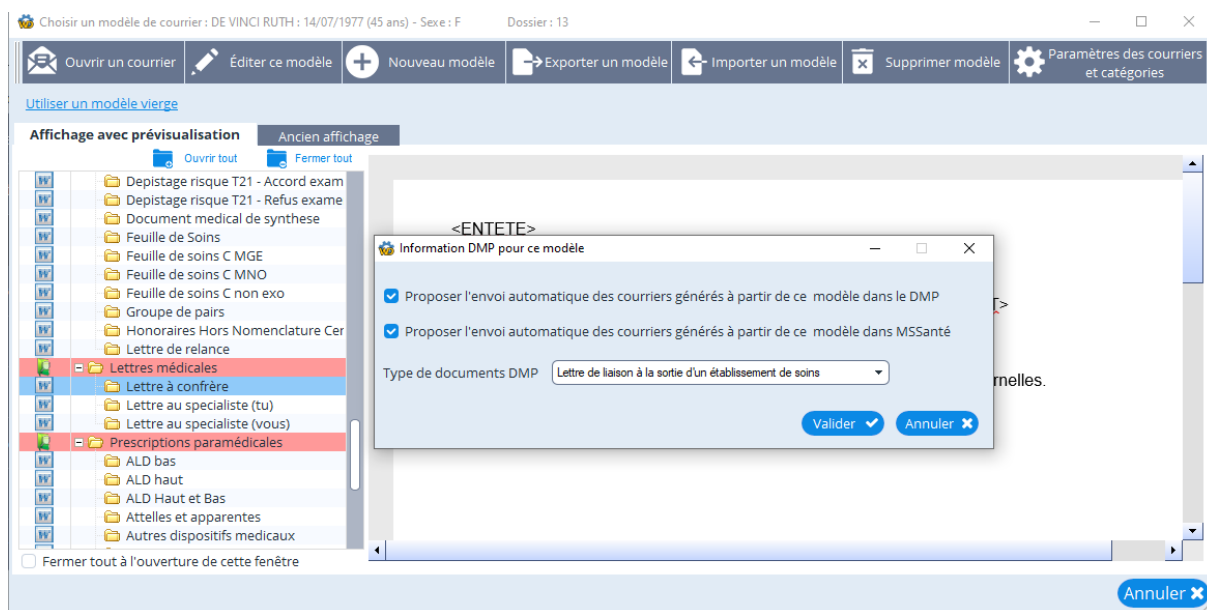 Choisir un modèle de courrier : DE VINCI RUTH : 14/07/1977 (45 ans) - Sexe : F Dossier : 13
Ouvrir un courrier Éditer ce modèle Nouveau modèle Exporter un modèle Importer un modèle Supprimer modèle Paramètres des courriers
et catégories
Utiliser un modèle vierge
Affichage avec prévisualisation Ancien affichage
Ouvrir tout Fermer tout
Depistage risque T21 - Accord exam
Depistage risque T21 - Refus exame
Document medical de synthese
Feuille de Soins
Feuille de soins C MGE
Feuille de soins C MNO
Feuille de soins C non exo
Groupe de pairs
Honoraires Hors Nomenclature Cer
Lettre de relance
Lettres médicales
Lettre à confrère
Lettre au specialiste (tu)
Lettre au specialiste (vous)
Prescriptions paramédicales
ALD bas
ALD haut
ALD Haut et Bas
Attelles et apparentes
Autres dispositifs medicaux
Fermer tout à l'ouverture de cette fenêtre
<ENTETE>
Information DMP pour ce modèle
Proposer l'envoi automatique des courriers générés à partir de ce modèle dans le DMP
Proposer l'envoi automatique des courriers générés à partir de ce modèle dans MSSanté
Type de documents DMP Lettre de liaison à la sortie d'un établissement de soins
Valider Annuler
T>
rnelles.
Annuler